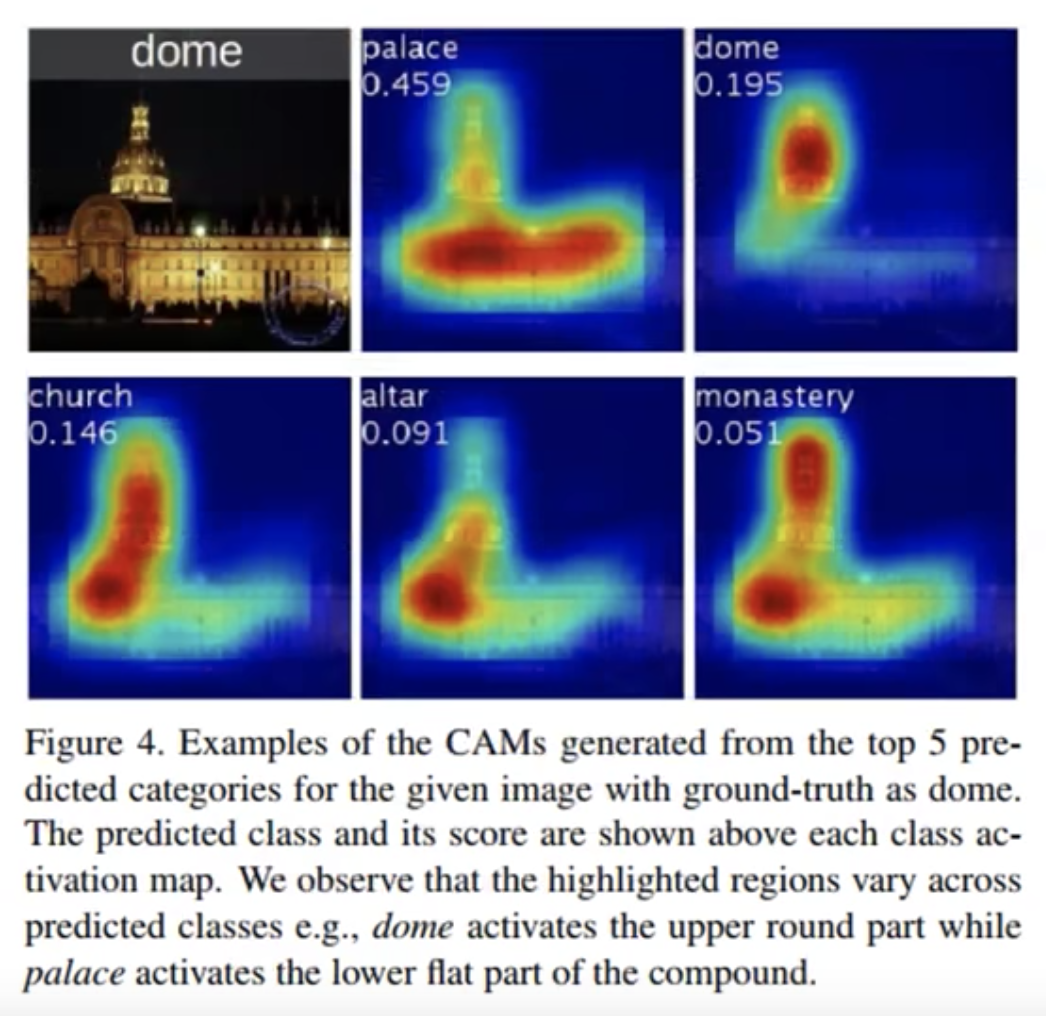 dome
palace
0.459
dome
0.195
church
0.146
altar
0.091
monastery
0.051
Figure 4. Examples of the CAMs generated from the top 5 pre-
dicted categories for the given image with ground-truth as dome.
The predicted class and its score are shown above each class ac-
tivation map. We observe that the highlighted regions vary across
predicted classes e.g., dome activates the upper round part while
palace activates the lower flat part of the compound.